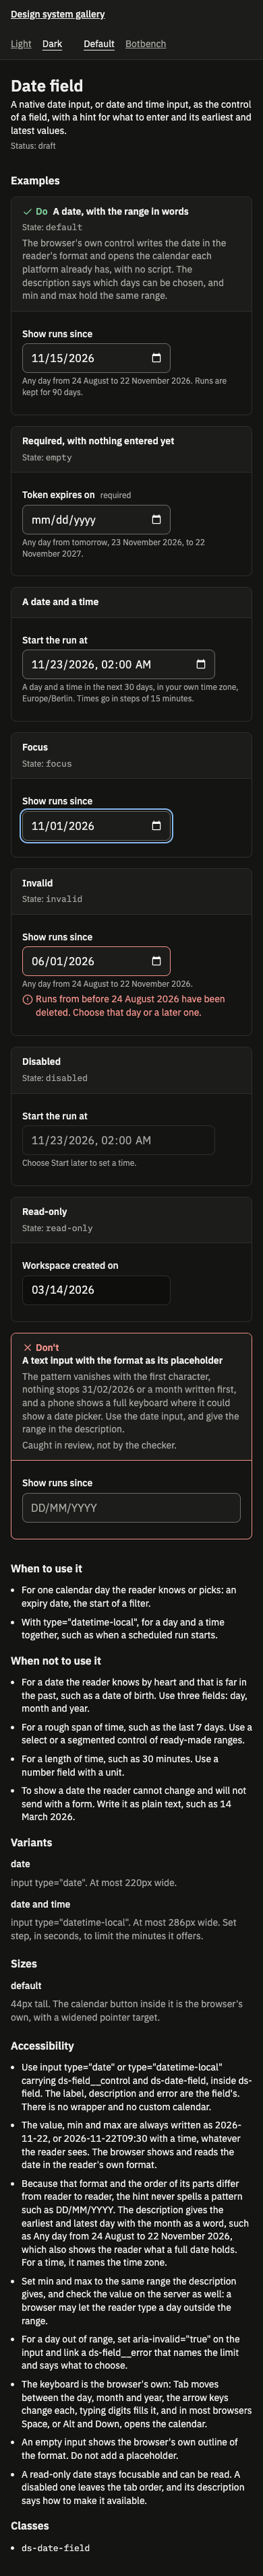 Design system gallery
Light Dark Default Botbench
Date field
A native date input, or date and time input, as the control
of a field, with a hint for what to enter and its earliest and
latest values.
Status: draft
Examples
Do A date, with the range in words
State: default
The browser's own control writes the date in the
reader's format and opens the calendar each
platform already has, with no script. The
description says which days can be chosen, and
min and max hold the same range.
Show runs since
11/15/2026
Any day from 24 August to 22 November 2026. Runs are
kept for 90 days.
Required, with nothing entered yet
State: empty
Token expires on required
mm/dd/yyyy
Any day from tomorrow, 23 November 2026, to 22
November 2027.
A date and a time
Start the run at
11/23/2026, 02:00 AM
A day and a time in the next 30 days, in your own time zone,
Europe/Berlin. Times go in steps of 15 minutes.
Focus
State: focus
Show runs since
11/01/2026
Invalid
State: invalid
Show runs since
06/01/2026
Any day from 24 August to 22 November 2026.
Runs from before 24 August 2026 have been
deleted. Choose that day or a later one.
Disabled
State: disabled
Start the run at
11/23/2026, 02:00 AM
Choose Start later to set a time.
Read-only
State: read-only
Workspace created on
03/14/2026
Don't
A text input with the format as its placeholder
The pattern vanishes with the first character,
nothing stops 31/02/2026 or a month written first,
and a phone shows a full keyboard where it could
show a date picker. Use the date input, and give the
range in the description.
Caught in review, not by the checker.
Show runs since
DD/MM/YYYY
When to use it
• For one calendar day the reader knows or picks: an
expiry date, the start of a filter.
• With type="datetime-local", for a day and a time
together, such as when a scheduled run starts.
When not to use it
• For a date the reader knows by heart and that is far in
the past, such as a date of birth. Use three fields: day,
month and year.
• For a rough span of time, such as the last 7 days. Use a
select or a segmented control of ready-made ranges.
• For a length of time, such as 30 minutes. Use a
number field with a unit.
• To show a date the reader cannot change and will not
send with a form. Write it as plain text, such as 14
March 2026.
Variants
date
input type="date". At most 220px wide.
date and time
input type="datetime-local". At most 286px wide. Set
step, in seconds, to limit the minutes it offers.
Sizes
default
44px tall. The calendar button inside it is the browser's
own, with a widened pointer target.
Accessibility
• Use input type="date" or type="datetime-local"
carrying ds-field__control and ds-date-field, inside ds-
field. The label, description and error are the field's.
There is no wrapper and no custom calendar.
• The value, min and max are always written as 2026-
11-22, or 2026-11-22T09:30 with a time, whatever
the reader sees. The browser shows and reads the
date in the reader's own format.
• Because that format and the order of its parts differ
from reader to reader, the hint never spells a pattern
such as DD/MM/YYYY. The description gives the
earliest and latest day with the month as a word, such
as Any day from 24 August to 22 November 2026,
which also shows the reader what a full date holds.
For a time, it names the time zone.
• Set min and max to the same range the description
gives, and check the value on the server as well: a
browser may let the reader type a day outside the
range.
• For a day out of range, set aria-invalid="true" on the
input and link a ds-field__error that names the limit
and says what to choose.
• The keyboard is the browser's own: Tab moves
between the day, month and year, the arrow keys
change each, typing digits fills it, and in most browsers
Space, or Alt and Down, opens the calendar.
• An empty input shows the browser's own outline of
the format. Do not add a placeholder.
• A read-only date stays focusable and can be read. A
disabled one leaves the tab order, and its description
says how to make it available.
Classes
• ds-date-field